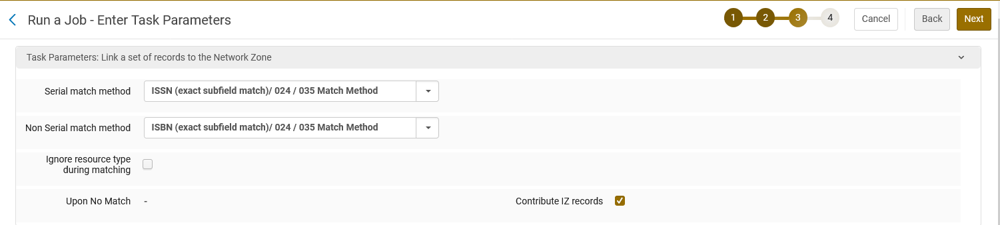 Run a Job - Enter Task Parameters
1 2 3 4
Cancel
Back
Next
Task Parameters: Link a set of records to the Network Zone
Serial match method
ISSN (exact subfield match)/ 024 / 035 Match Method
Non Serial match method
ISBN (exact subfield match)/ 024 / 035 Match Method
Ignore resource type
during matching
Upon No Match -
Contribute IZ records